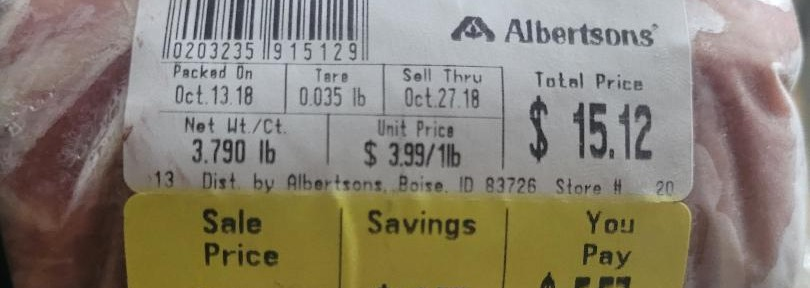 Albertsons
0203235 915129
Packed On Tare Sell Thru Total Price
Oct.13.18 0.035 lb Oct.27.18 $ 15.12
Net Wt./Ct. Unit Price
3.790 lb $ 3.99/1lb
13 Dist. by Albertsons, Boise, ID 83726 Store # 20
Sale Price Savings You Pay